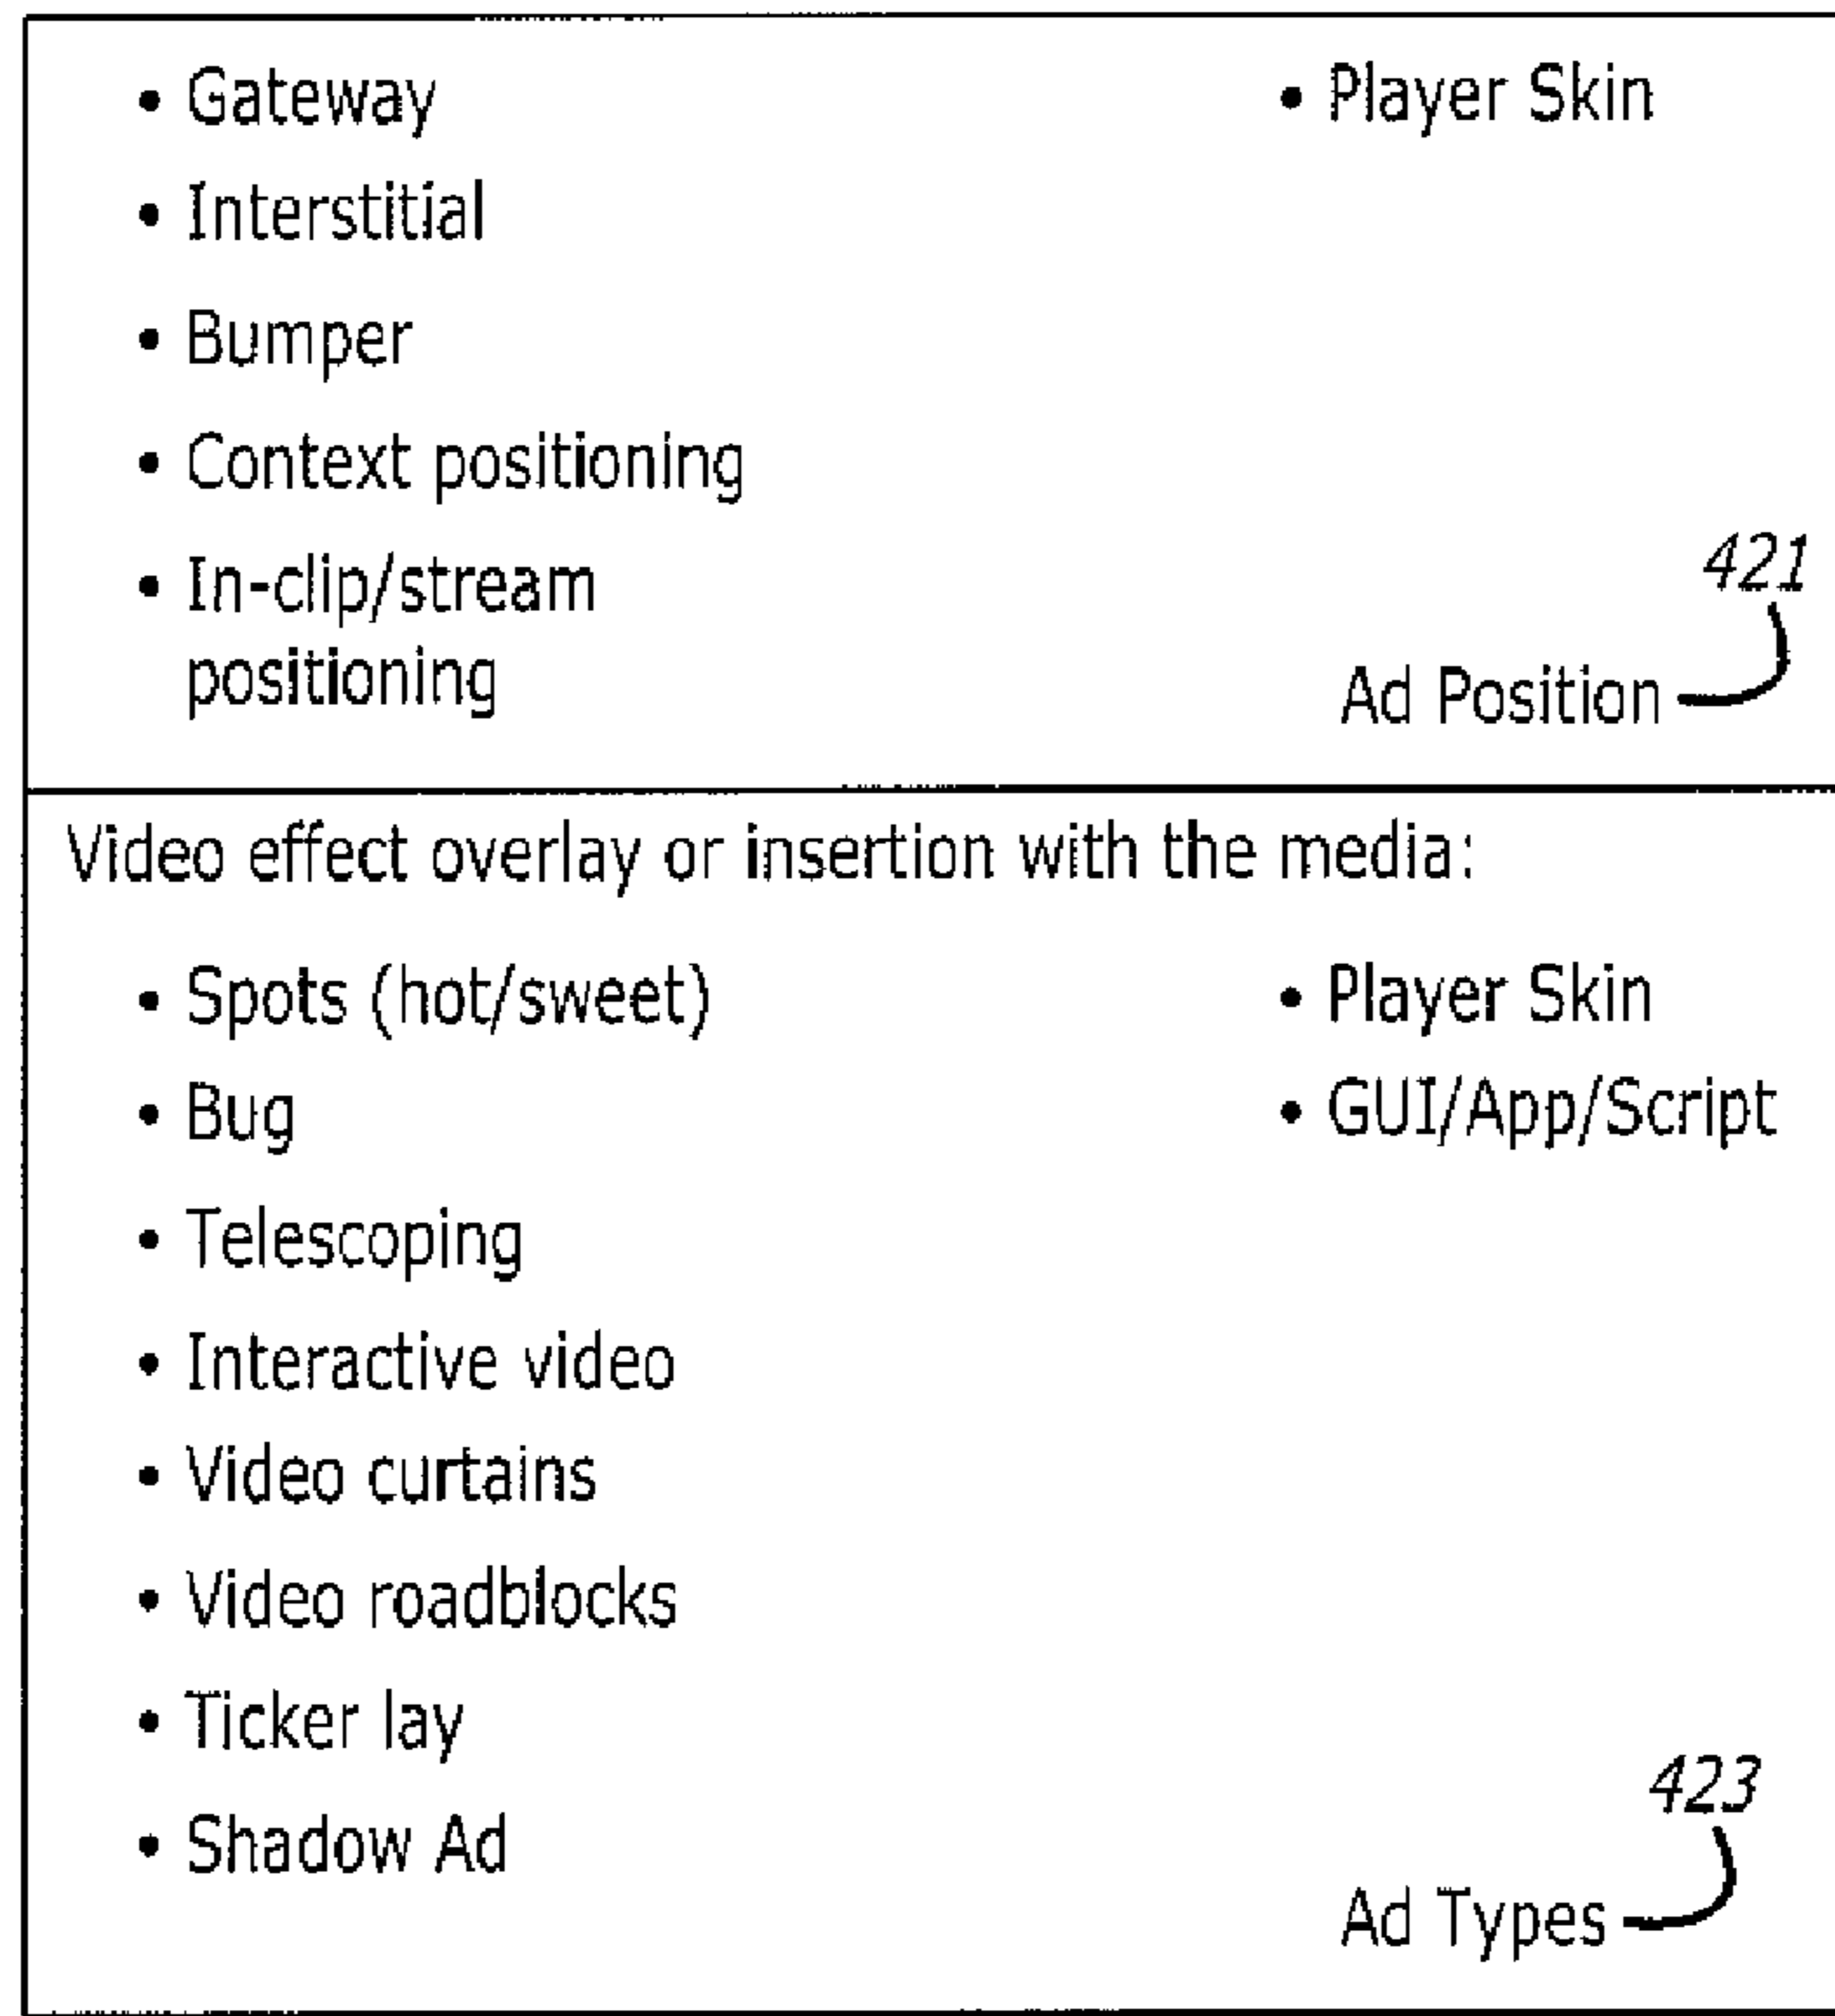 • Gateway
• Interstitial
• Bumper
• Context positioning
• In-clip/stream
positioning
• Player Skin
421
Ad Position
Video effect overlay or insertion with the media:
• Spots (hot/sweet)
• Bug
• Telescoping
• Interactive video
• Video curtains
• Video roadblocks
• Ticker lay
• Shadow Ad
• Player Skin
• GUI/App/Script
423
Ad Types